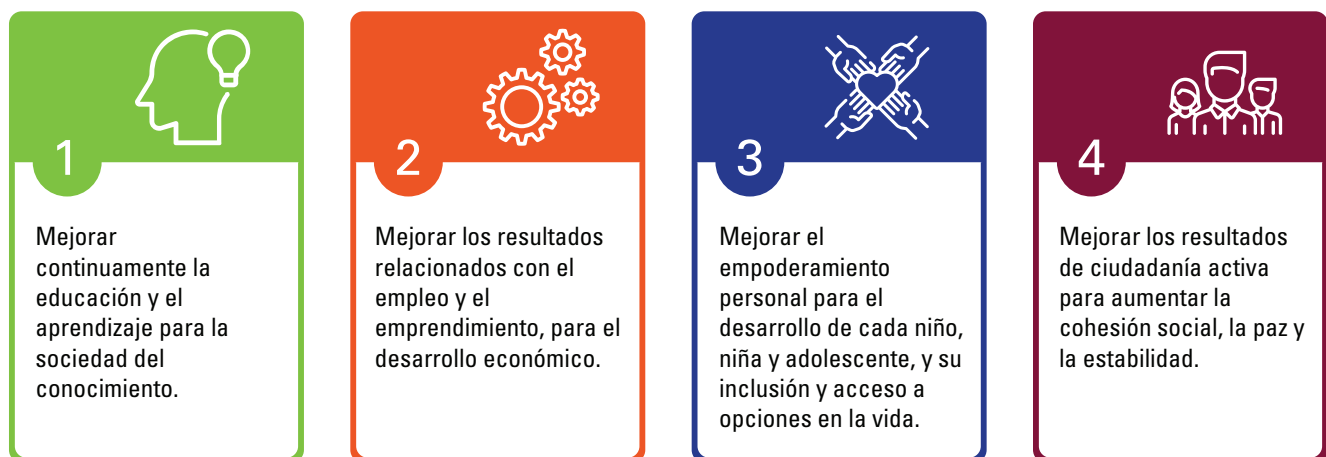 1
Mejorar
continuamente la
educación y el
aprendizaje para la
sociedad del
conocimiento.
2
Mejorar los resultados
relacionados con el
empleo y el
emprendimiento, para el
desarrollo económico.
3
Mejorar el
empoderamiento
personal para el
desarrollo de cada niño,
niña y adolescente, y su
inclusión y acceso a
opciones en la vida.
4
Mejorar los resultados
de ciudadanía activa
para aumentar la
cohesión social, la paz y
la estabilidad.